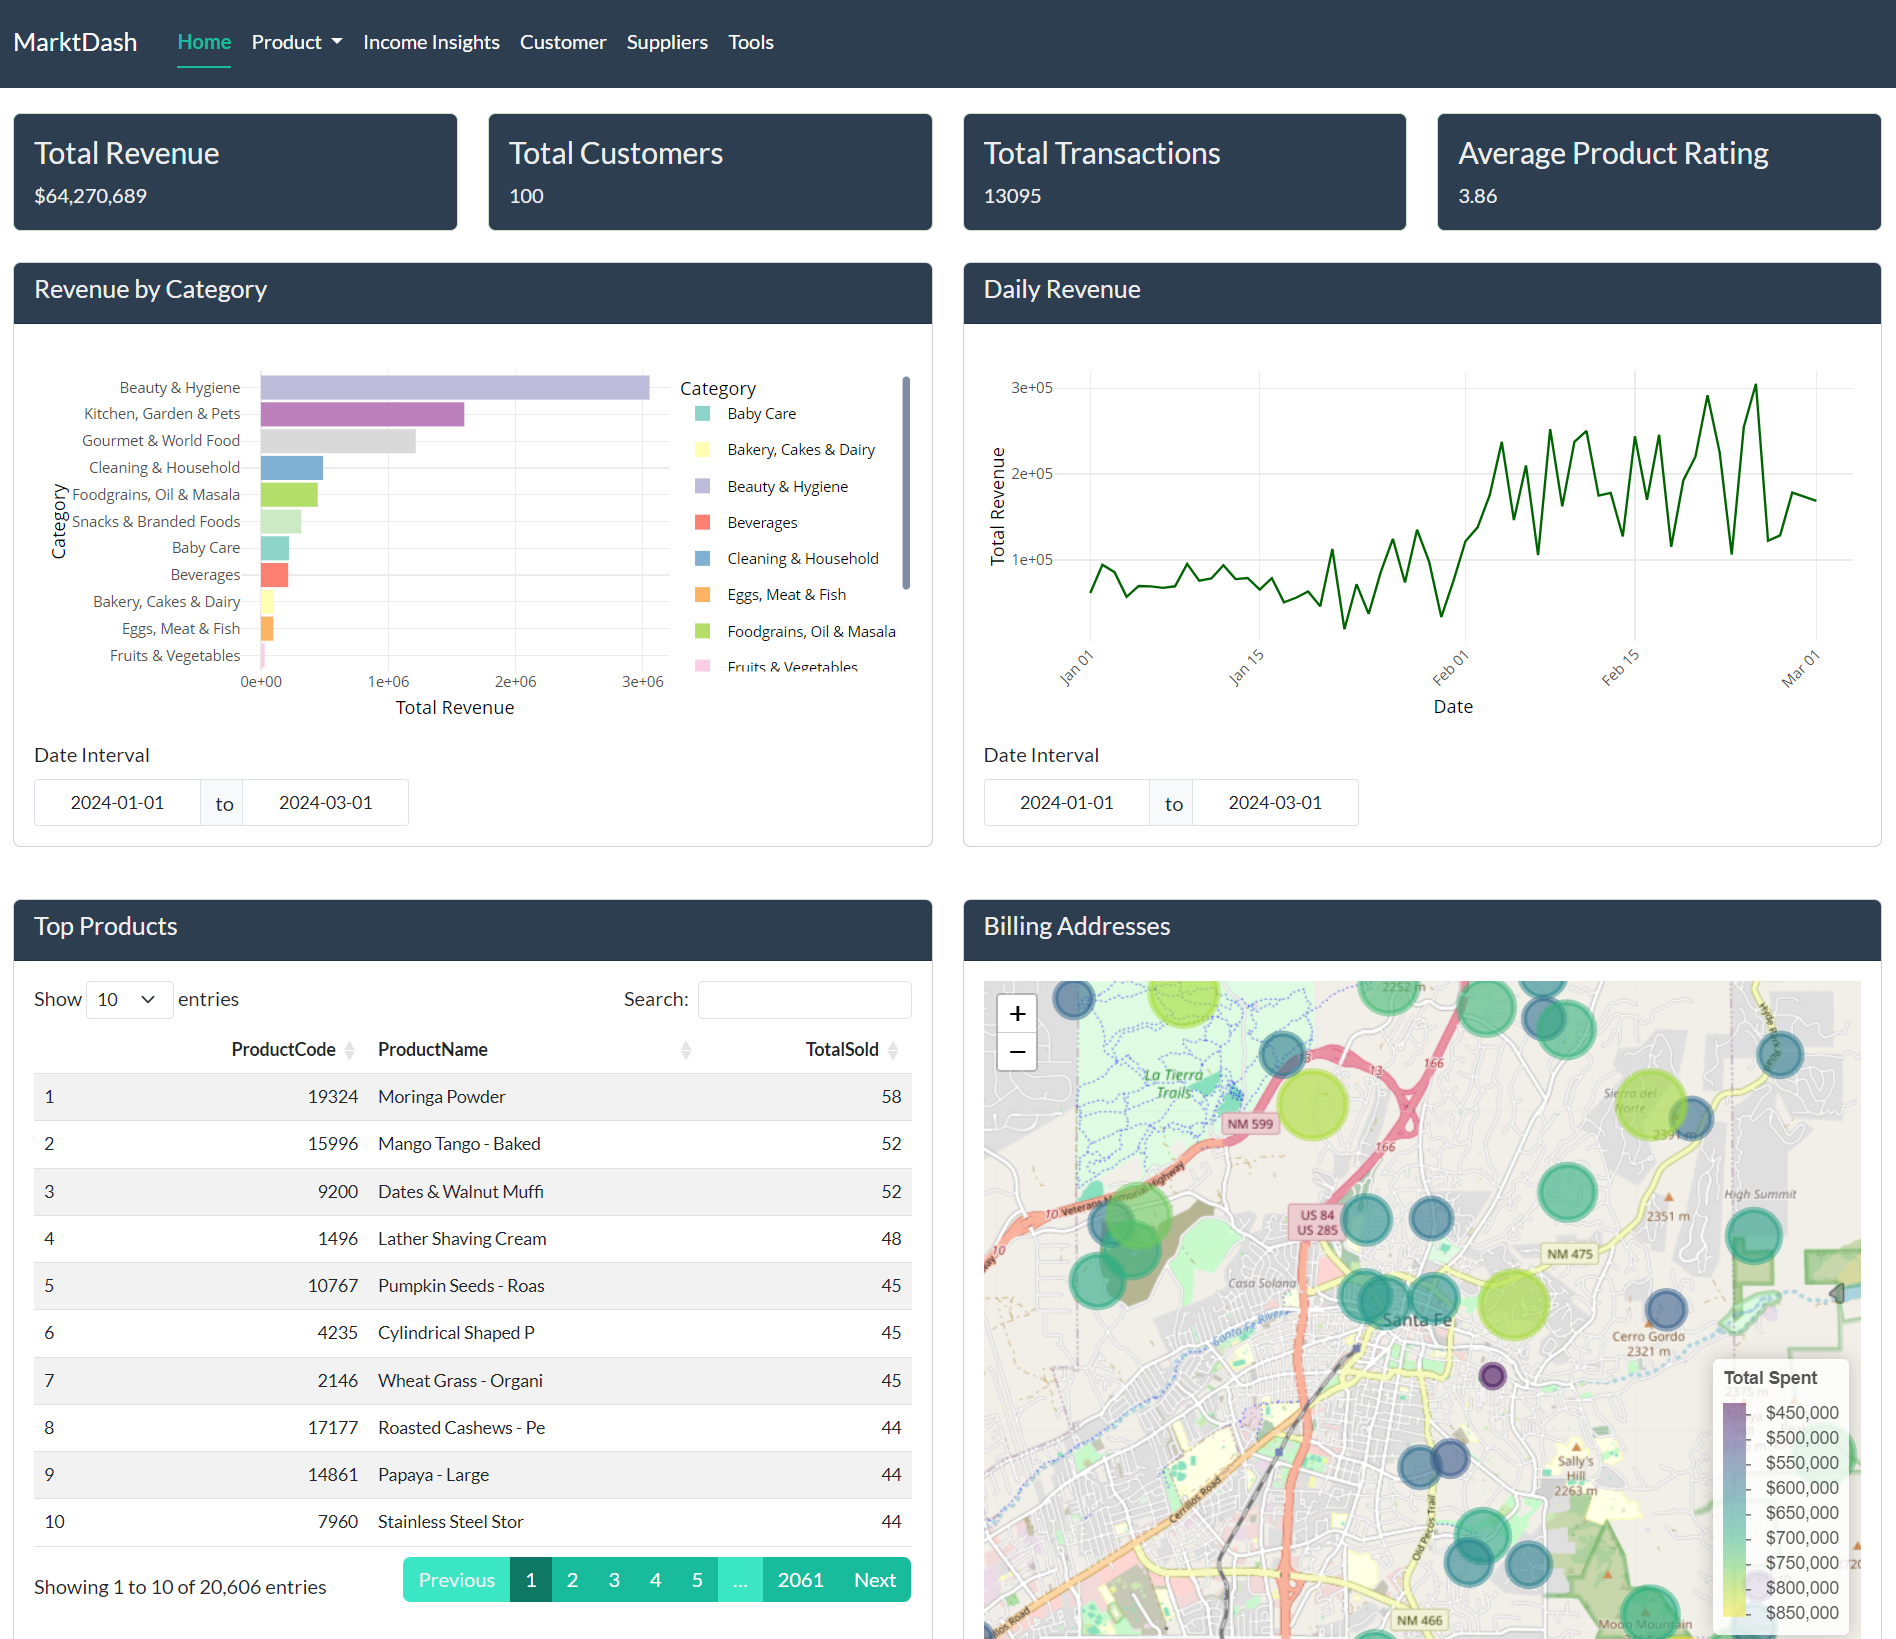 MarktDash Home Product Income Insights Customer Suppliers Tools
Total Revenue
$64,270,689
Total Customers
100
Total Transactions
13095
Average Product Rating
3.86
Revenue by Category
Category
Beauty & Hygiene
Kitchen, Garden & Pets
Gourmet & World Food
Cleaning & Household
Foodgrains, Oil & Masala
Snacks & Branded Foods
Baby Care
Beverages
Bakery, Cakes & Dairy
Eggs, Meat & Fish
Fruits & Vegetables
0e+00 1e+06 2e+06 3e+06
Total Revenue
Category
Baby Care
Bakery, Cakes & Dairy
Beauty & Hygiene
Beverages
Cleaning & Household
Eggs, Meat & Fish
Foodgrains, Oil & Masala
Fruits & Vegetables
Date Interval
2024-01-01 to 2024-03-01
Daily Revenue
Total Revenue
3e+05
2e+05
1e+05
Jan 01 Jan 15 Feb 01 Feb 15 Mar 01
Date
Date Interval
2024-01-01 to 2024-03-01
Top Products
Show 10 entries Search:
ProductCode ProductName TotalSold
1 19324 Moringa Powder 58
2 15996 Mango Tango - Baked 52
3 9200 Dates & Walnut Muffi 52
4 1496 Lather Shaving Cream 48
5 10767 Pumpkin Seeds - Roas 45
6 4235 Cylindrical Shaped P 45
7 2146 Wheat Grass - Organi 45
8 17177 Roasted Cashews - Pe 44
9 14861 Papaya - Large 44
10 7960 Stainless Steel Stor 44
Showing 1 to 10 of 20,606 entries
Previous 1 2 3 4 5 ... 2061 Next
Billing Addresses
+
−
2252 m
Hyde Park Road
13
13
166
La Tierra
Trails
Sierra del
Norte
NM 599
2391 m
166
10 Veterans Memorial Highway
High Summit
2351 m
US 84
US 285
10
NM 475
Casa Solana
Santa Fe River
Santa Fe
Cerro Gordo
2321 m
Sally's
Hill
2263 m
Cerrillos Road
Old Pecos Trail
NM 466
Moon Mountain
Total Spent
$450,000
$500,000
$550,000
$600,000
$650,000
$700,000
$750,000
$800,000
$850,000